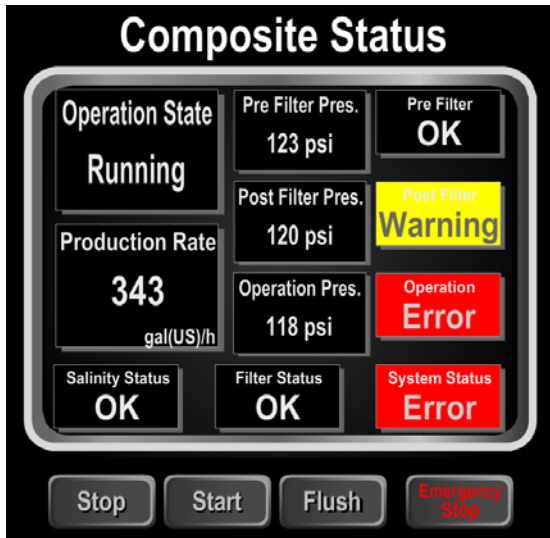 Composite Status
Operation State
Running
Pre Filter Pres.
123 psi
Pre Filter
OK
Post Filter Pres.
120 psi
Post Filter
Warning
Production Rate
343
gal(US)/h
Operation Pres.
118 psi
Operation
Error
Salinity Status
OK
Filter Status
OK
System Status
Error
Stop
Start
Flush
Emergency
Stop